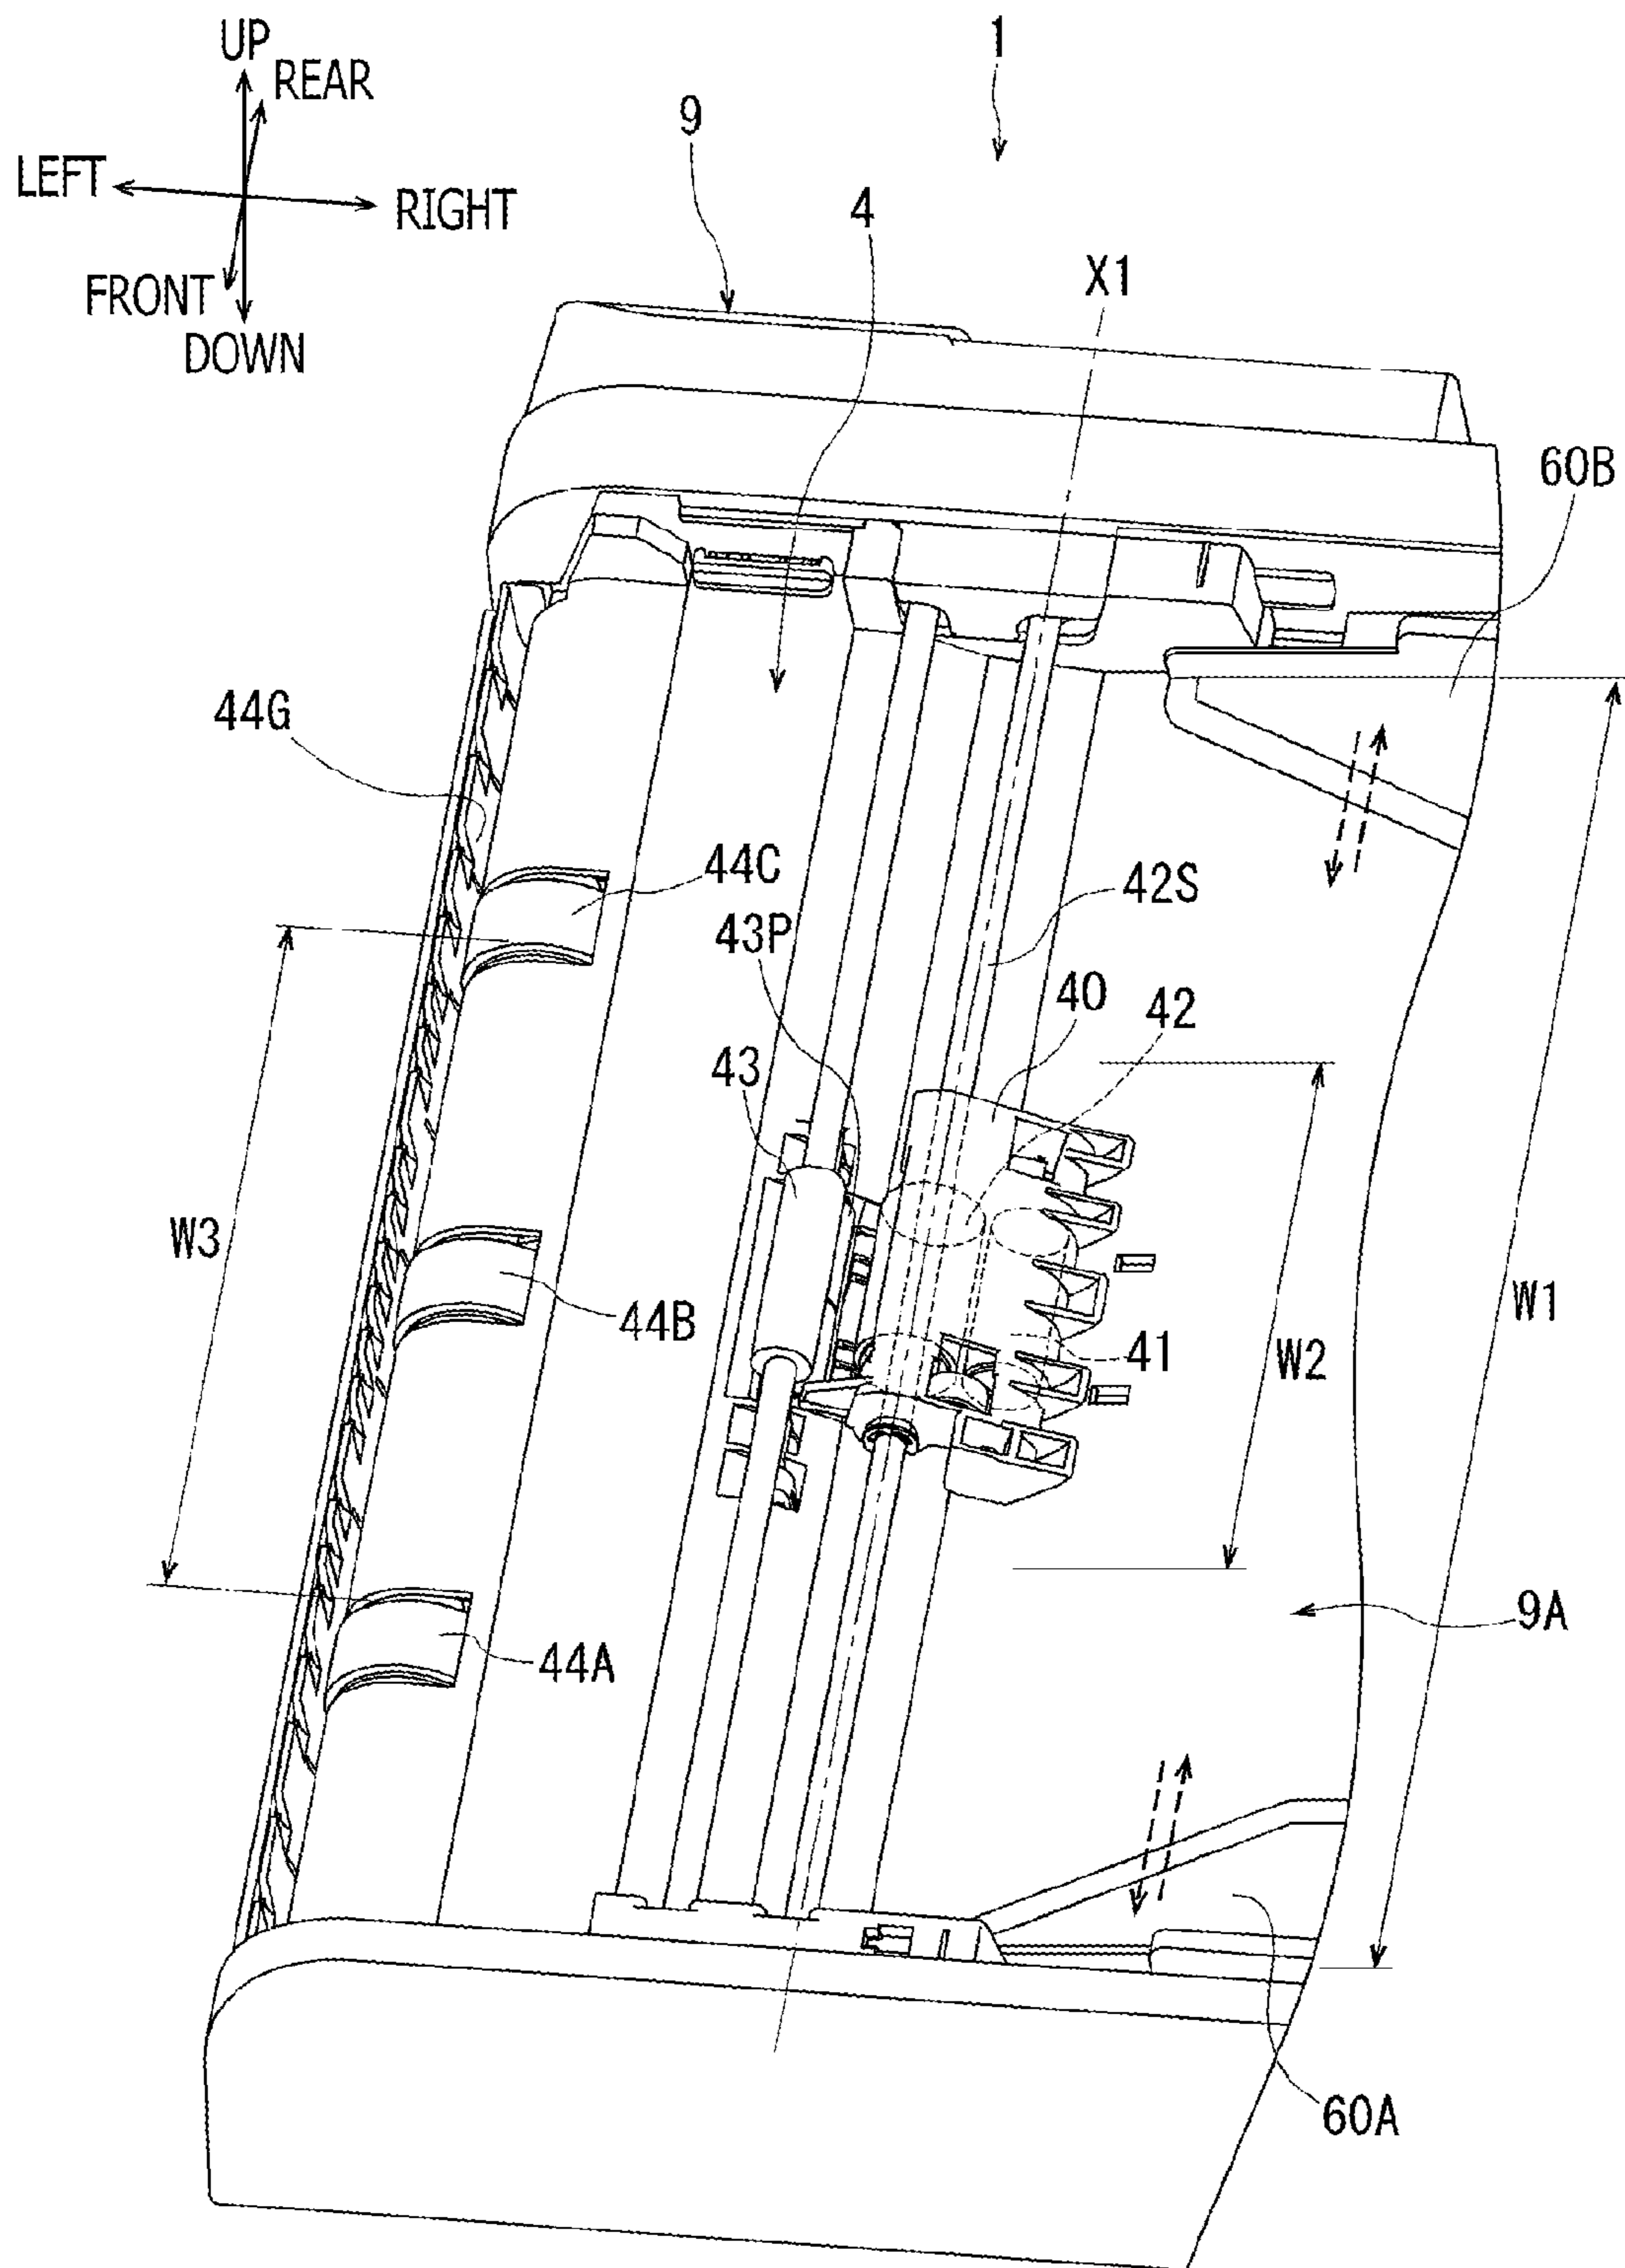 1
UP
REAR
9
LEFT
RIGHT
4
X1
FRONT
DOWN
60B
44G
44C
42S
43P
40
42
43
W3
W1
44B
41
W2
9A
44A
60A